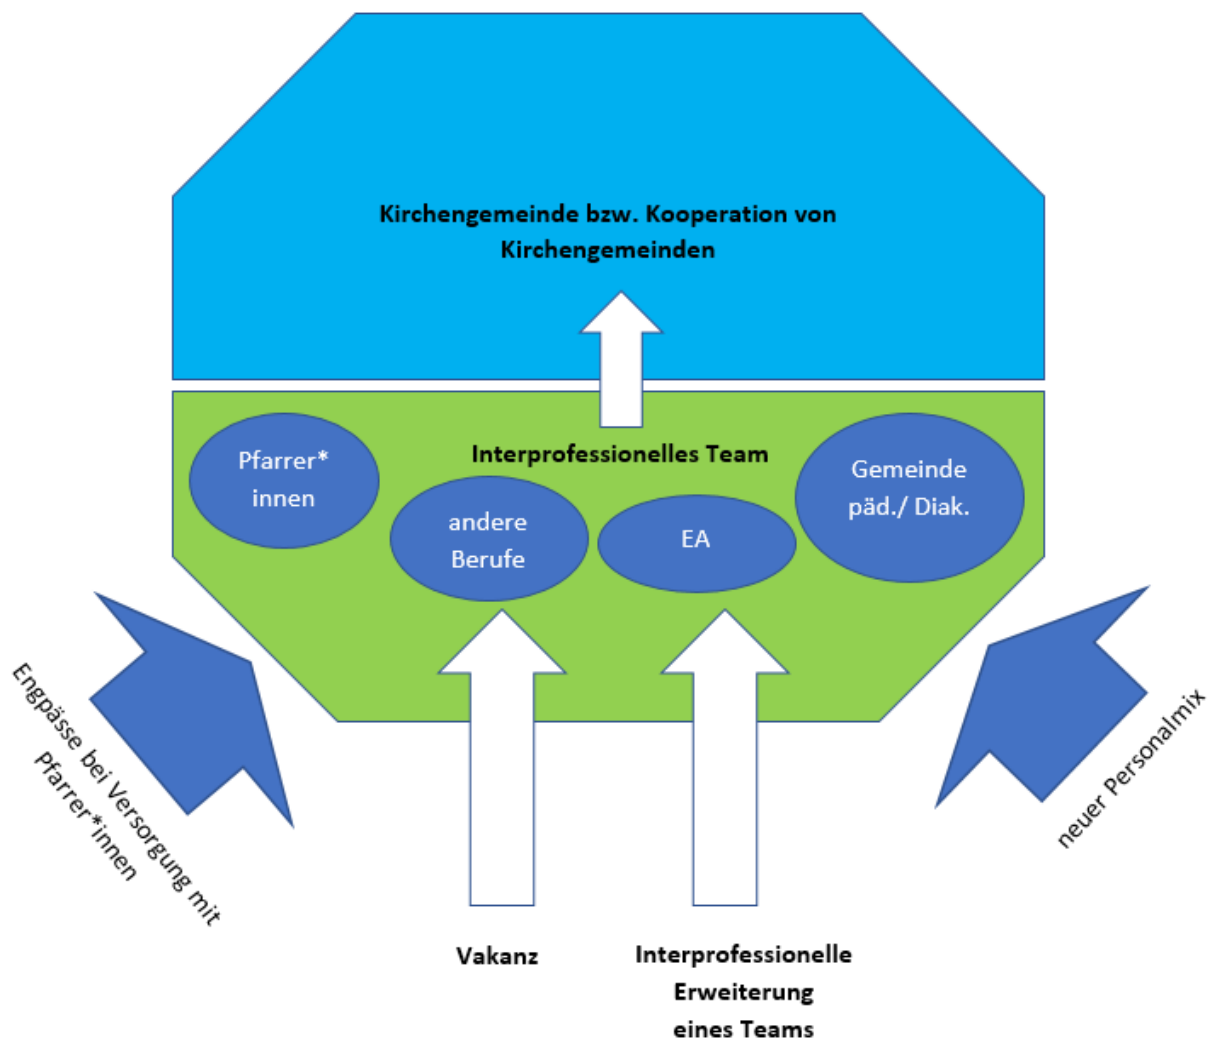 Kirchengemeinde bzw. Kooperation von
Kirchengemeinden
Interprofessionelles Team
Pfarrer*
innen
andere
Berufe
EA
Gemeinde
päd./ Diak.
Engpässe bei Versorgung mit
Pfarrer*innen
neuer Personalmix
Vakanz
Interprofessionelle
Erweiterung
eines Teams